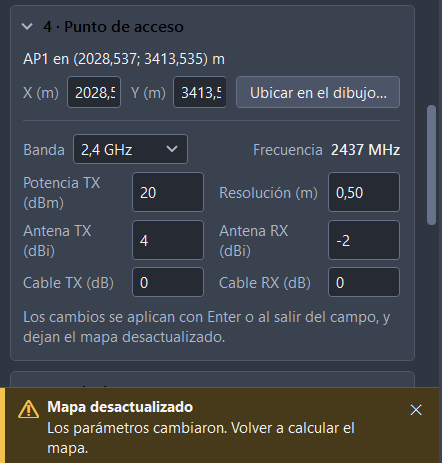 4 · Punto de acceso
AP1 en (2028,537; 3413,535) m
X (m) 2028,5 Y (m) 3413,5 Ubicar en el dibujo...
Banda 2,4 GHz Frecuencia 2437 MHz
Potencia TX (dBm) 20 Resolución (m) 0,50
Antena TX (dBi) 4 Antena RX (dBi) -2
Cable TX (dB) 0 Cable RX (dB) 0
Los cambios se aplican con Enter o al salir del campo, y
dejan el mapa desactualizado.
Mapa desactualizado
Los parámetros cambiaron. Volver a calcular el
mapa.